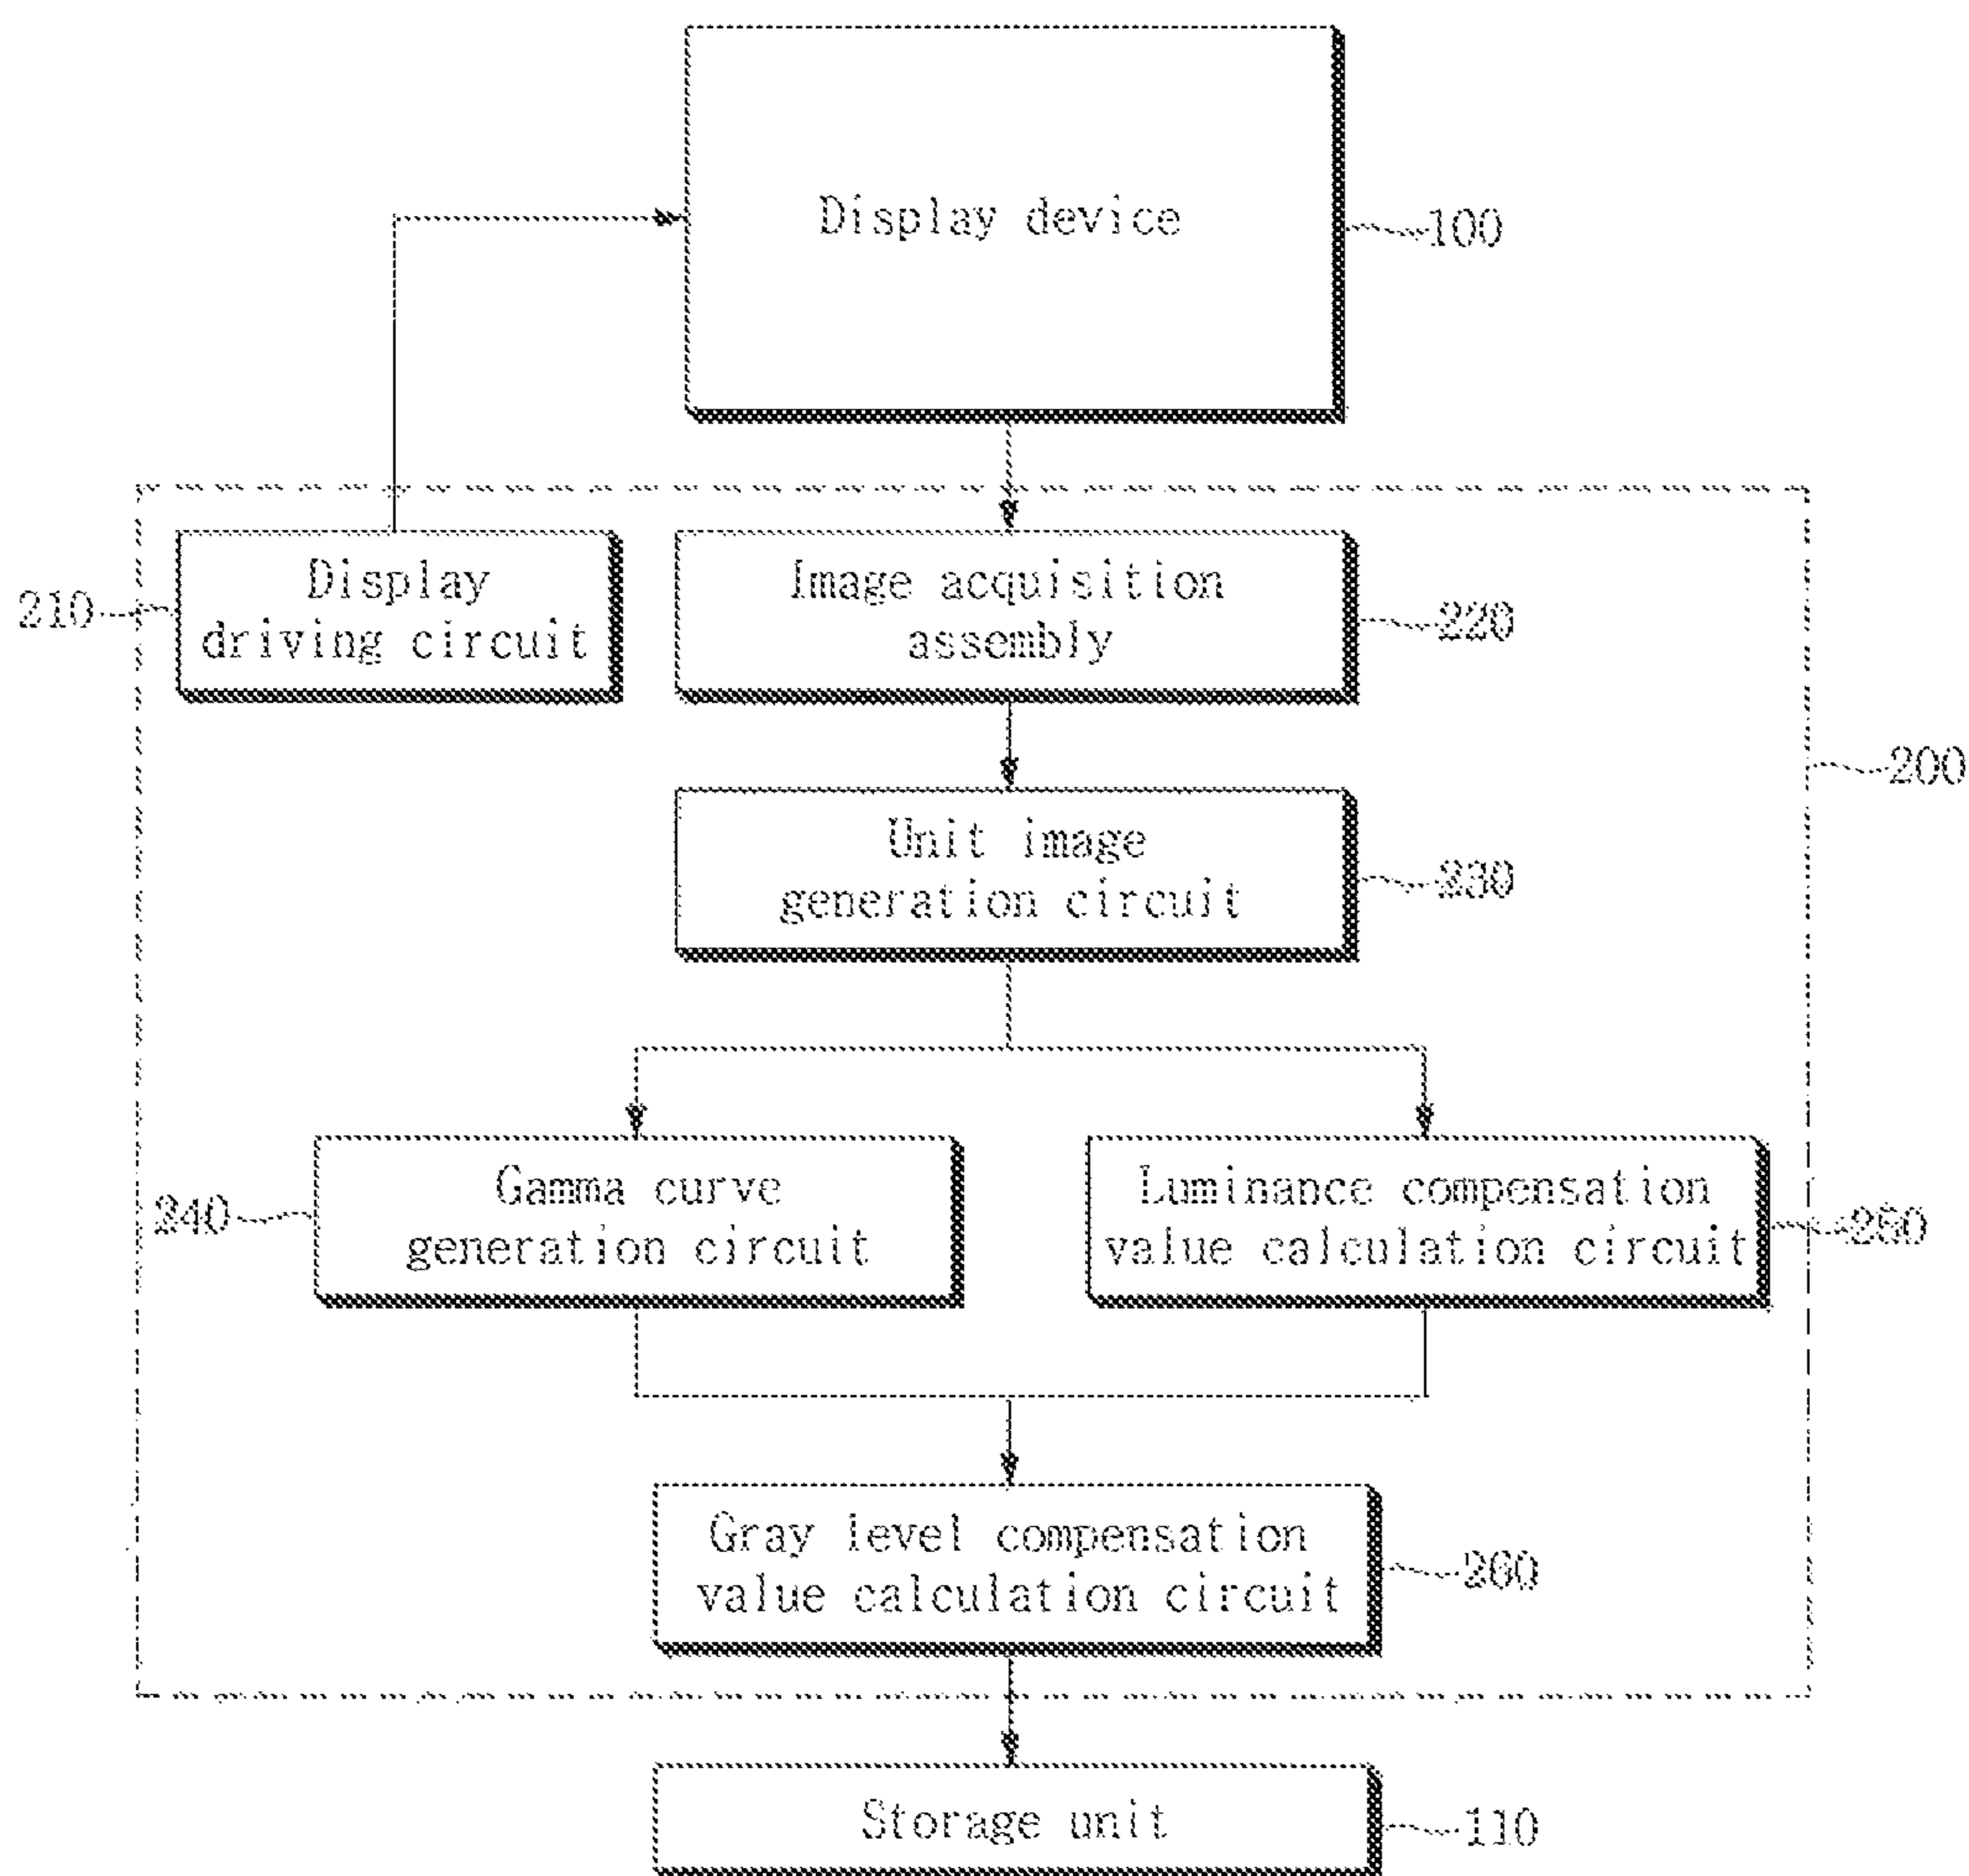 Display device
100
Display
driving circuit
210
Image acquisition
assembly
220
200
Unit image
generation circuit
230
Gamma curve
generation circuit
240
Luminance compensation
value calculation circuit
250
Gray level compensation
value calculation circuit
260
Storage unit
110